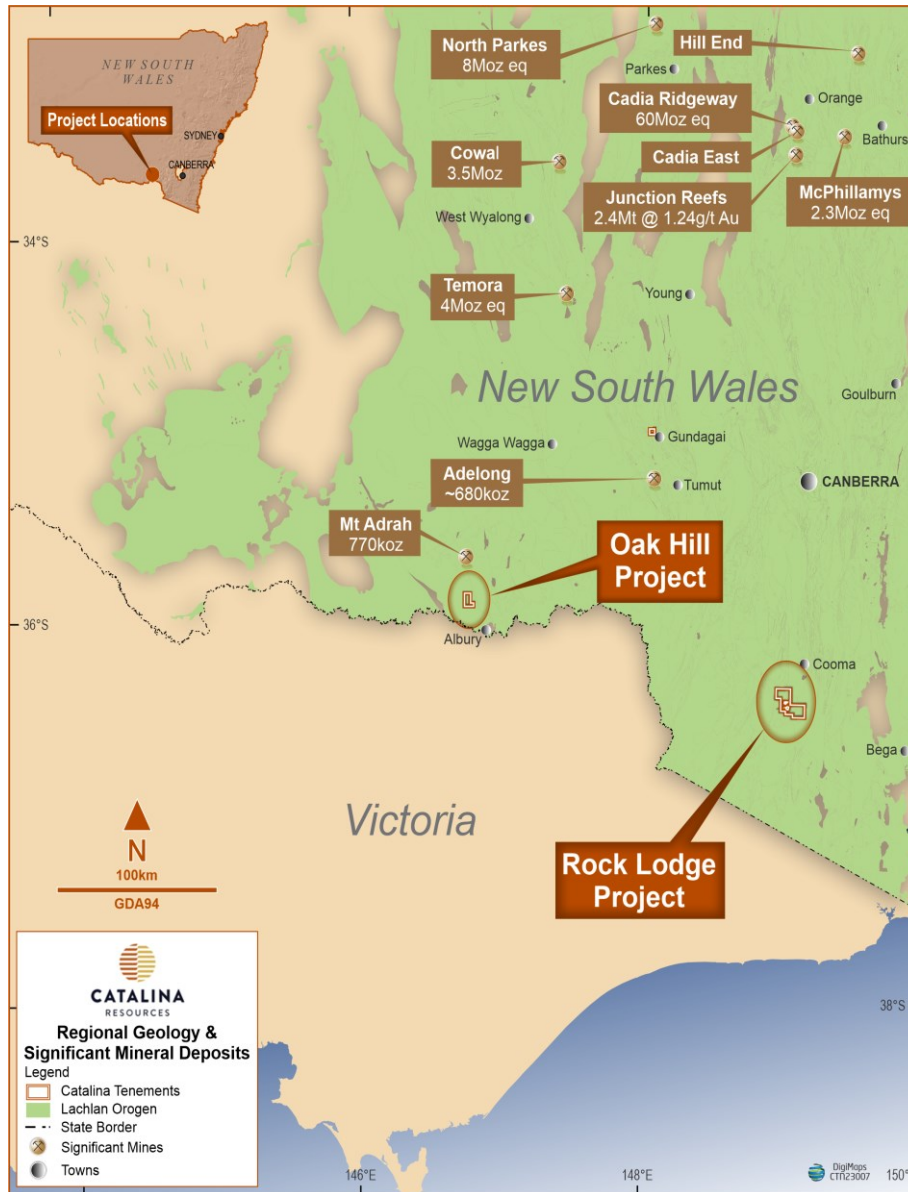 NEW SOUTH
WALES
Project Locations
SYDNEY
CANBERRA
North Parkes
8Moz eq
Hill End
Parkes
Orange
Cadia Ridgeway
60Moz eq
Bathurs
Cowal
3.5Moz
Cadia East
Junction Reefs
2.4Mt @ 1.24g/t Au
McPhillamys
2.3Moz eq
West Wyalong
34°S
Temora
4Moz eq
Young
New South Wales
Goulburn
Wagga Wagga
Gundagai
Adelong
~680koz
Tumut
CANBERRA
Mt Adrah
770koz
Oak Hill
Project
36°S
Albury
Cooma
Bega
Victoria
N
100km
GDA94
Rock Lodge
Project
CATALINA
RESOURCES
Regional Geology &
Significant Mineral Deposits
Legend
Catalina Tenements
Lachlan Orogen
State Border
Significant Mines
Towns
38°S
146°E
148°E
150°
DigiMaps
CTN23007